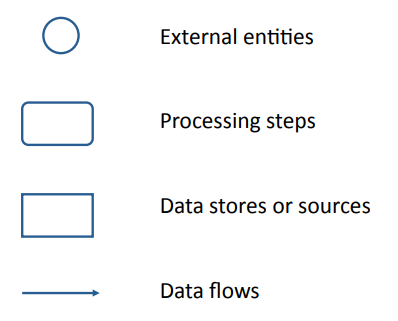 External entities
Processing steps
Data stores or sources
Data flows